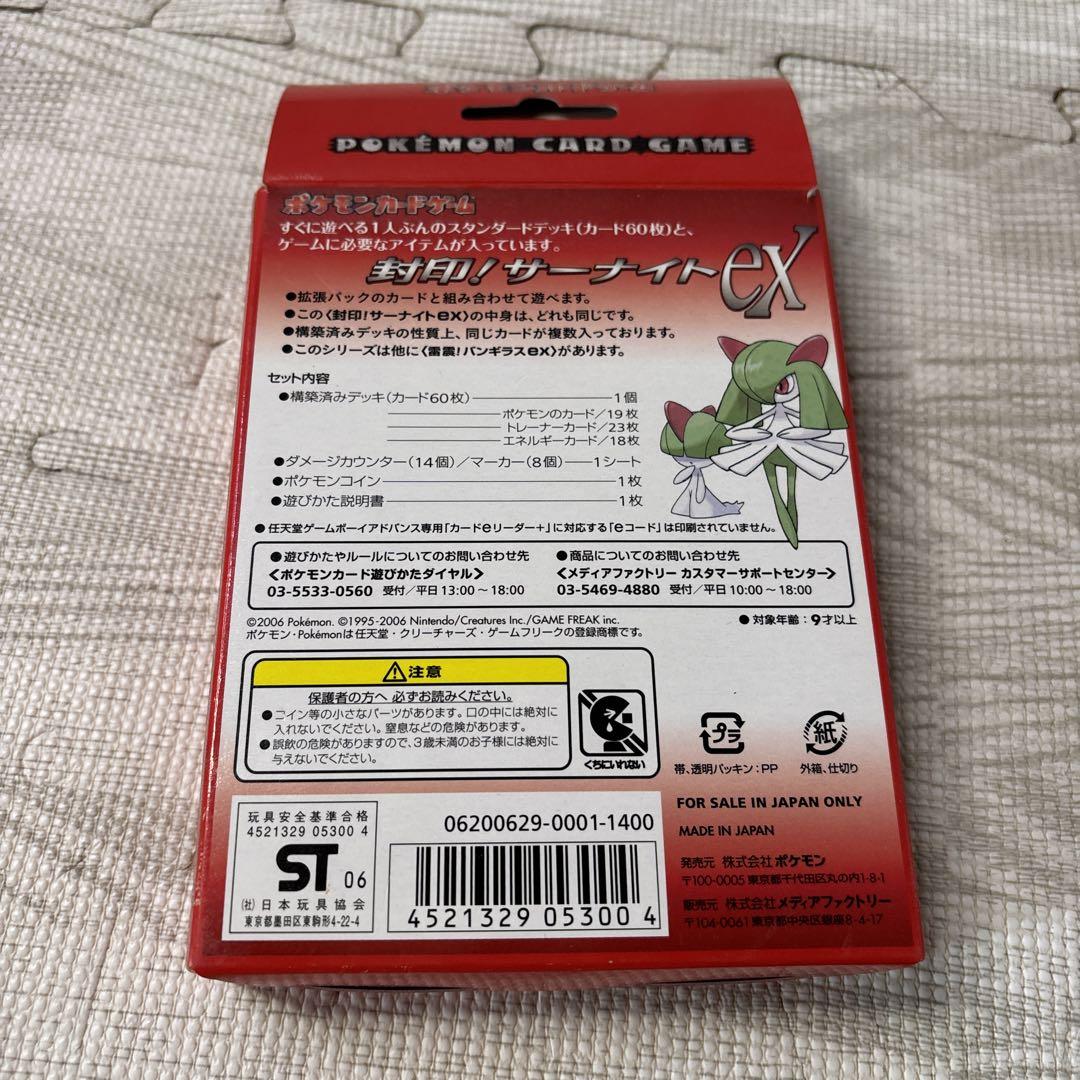 POKÉMON CARD GAME
ポケモンカードゲーム
すぐに遊べる1人ぶんのスタンダードデッキ(カード60枚)と、
ゲームに必要なアイテムが入っています。
封印!サーナイトex
●拡張パックのカードと組み合わせて遊べます。
●この〈封印!サーナイトex〉の中身は、どれも同じです。
●構築済みデッキの性質上、同じカードが複数入っております。
●このシリーズは他に〈雷震!バンギラスex〉があります。
セット内容
●構築済みデッキ(カード60枚) 1個
ポケモンのカード/19枚
トレーナーカード/23枚
エネルギーカード/18枚
●ダメージカウンター(14個)/マーカー(8個) 1シート
●ポケモンコイン 1枚
●遊びかた説明書 1枚
●任天堂ゲームボーイアドバンス専用「カードeリーダー+」に対応する「eコード」は印刷されていません。
●遊びかたやルールについてのお問い合わせ先
〈ポケモンカード遊びかたダイヤル〉
03-5533-0560 受付/平日13:00~18:00
●商品についてのお問い合わせ先
〈メディアファクトリー カスタマーサポートセンター〉
03-5469-4880 受付/平日10:00~18:00
©2006 Pokémon. ©1995-2006 Nintendo/Creatures Inc./GAME FREAK inc.
ポケモン・Pokémonは任天堂・クリーチャーズ・ゲームフリークの登録商標です。
●対象年齢:9才以上
注意
保護者の方へ 必ずお読みください。
●コイン等の小さなパーツがあります。口の中には絶対に
入れないでください。窒息などの危険があります。
●誤飲の危険がありますので、3歳未満のお子様には絶対に
与えないでください。
くちにいれない
プラ
帯、透明パッキン:PP
紙
外箱、仕切り
玩具安全基準合格
4521329 05300 4
ST 06
(社)日本玩具協会
東京都墨田区東駒形4-22-4
06200629-0001-1400
4521329 053004
FOR SALE IN JAPAN ONLY
MADE IN JAPAN
発売元 株式会社ポケモン
〒100-0005 東京都千代田区丸の内1-8-1
販売元 株式会社メディアファクトリー
〒104-0061 東京都中央区銀座8-4-17